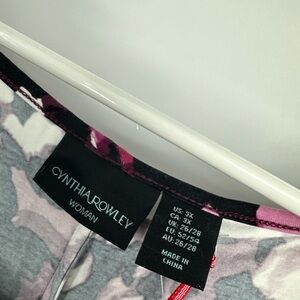 CYNTHIA ROWLEY
WOMAN
US: 3X
CA: 3X
UK: 26/28
EU: 52/54
AU: 26/28
MADE IN
CHINA